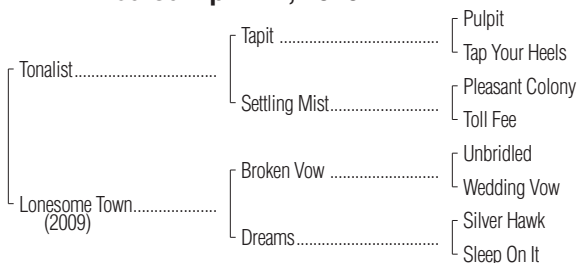 Tapit
Pulpit
Tap Your Heels
Tonalist
Settling Mist
Pleasant Colony
Toll Fee
Broken Vow
Unbridled
Wedding Vow
Lonesome Town
(2009)
Dreams
Silver Hawk
Sleep On It